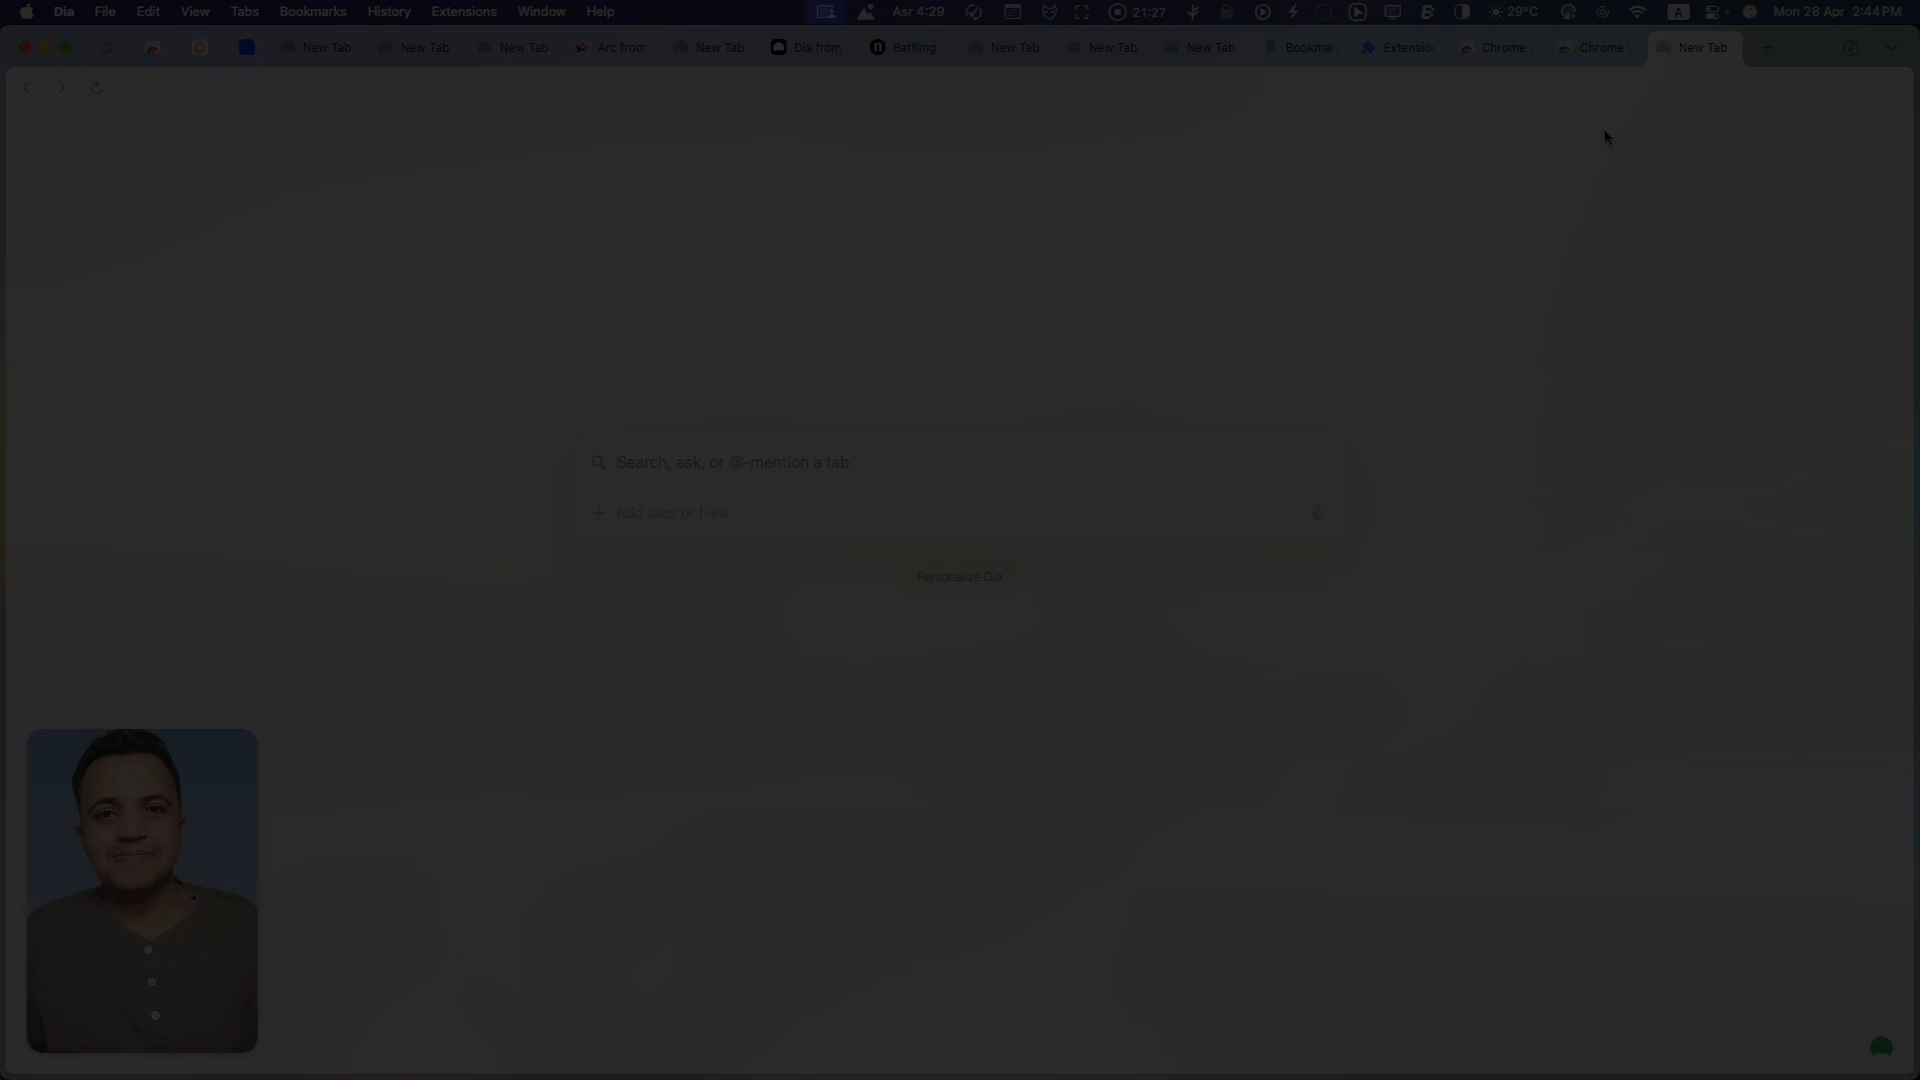 Dia File Edit View Tabs Bookmarks History Extensions Window Help Asr 4:29 21:27 29°C A Mon 28 Apr 2:44 PM
New Tab New Tab New Tab Arc from New Tab Dia from Baffling New Tab New Tab New Tab Bookmar Extensio Chrome Chrome New Tab
Search, ask, or @-mention a tab
Add tabs or files
Personalize Dia